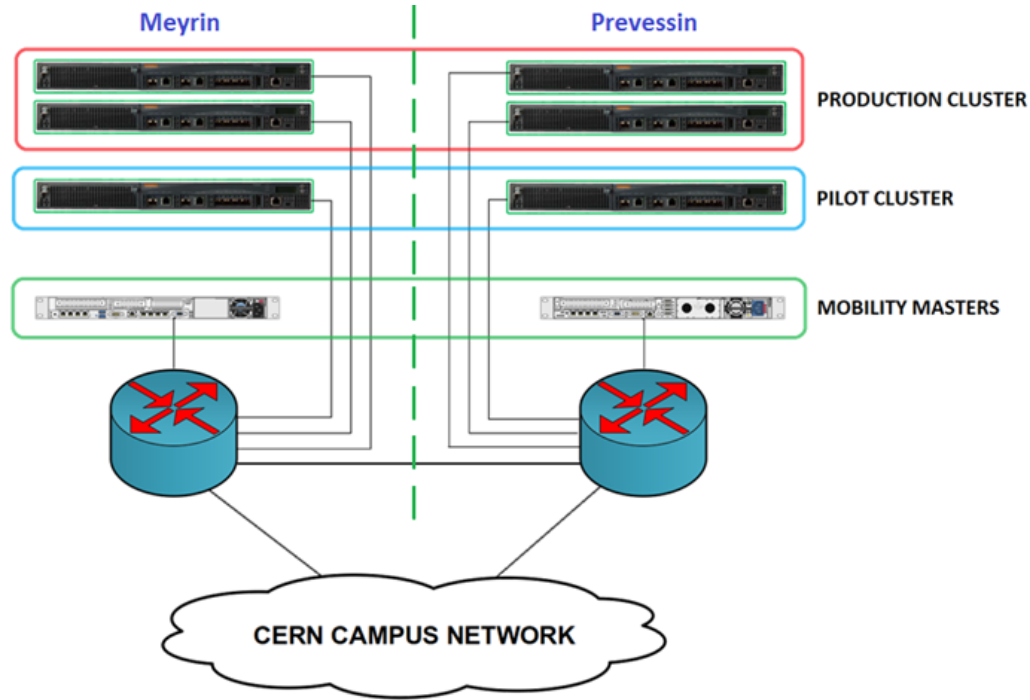 Meyrin
Prevessin
PRODUCTION CLUSTER
PILOT CLUSTER
MOBILITY MASTERS
CERN CAMPUS NETWORK